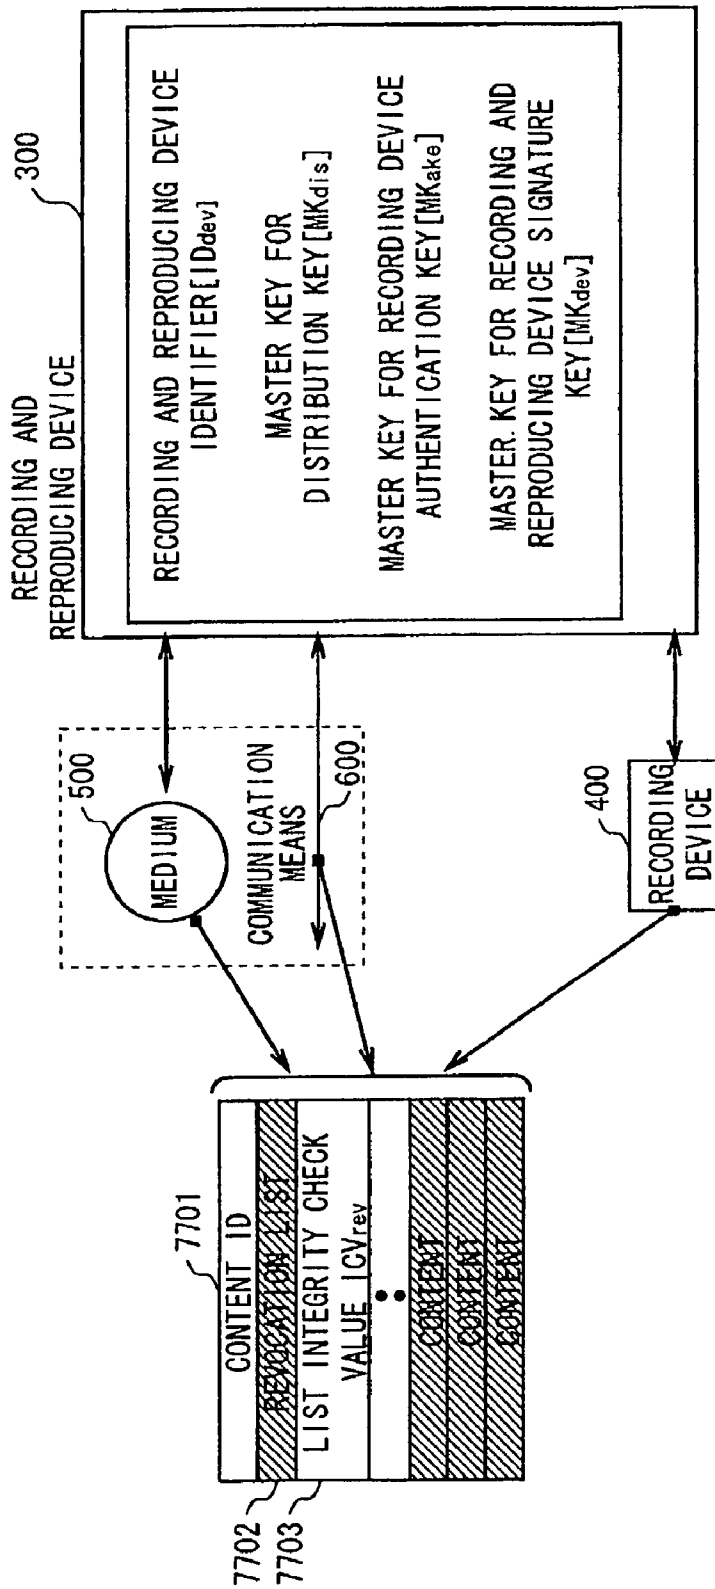 RECORDING AND
REPRODUCING DEVICE
300
RECORDING AND REPRODUCING DEVICE
IDENTIFIER[IDdev]
MASTER KEY FOR
DISTRIBUTION KEY[MKdis]
MASTER KEY FOR RECORDING DEVICE
AUTHENTICATION KEY[MKake]
MASTER.KEY FOR RECORDING AND
REPRODUCING DEVICE SIGNATURE
KEY[MKdev]
500
MEDIUM
COMMUNICATION
MEANS
600
400
RECORDING
DEVICE
7701
CONTENT ID
REVOCATION LIST
LIST INTEGRITY CHECK
VALUE ICVrev
CONTENT
CONTENT
CONTENT
7702
7703